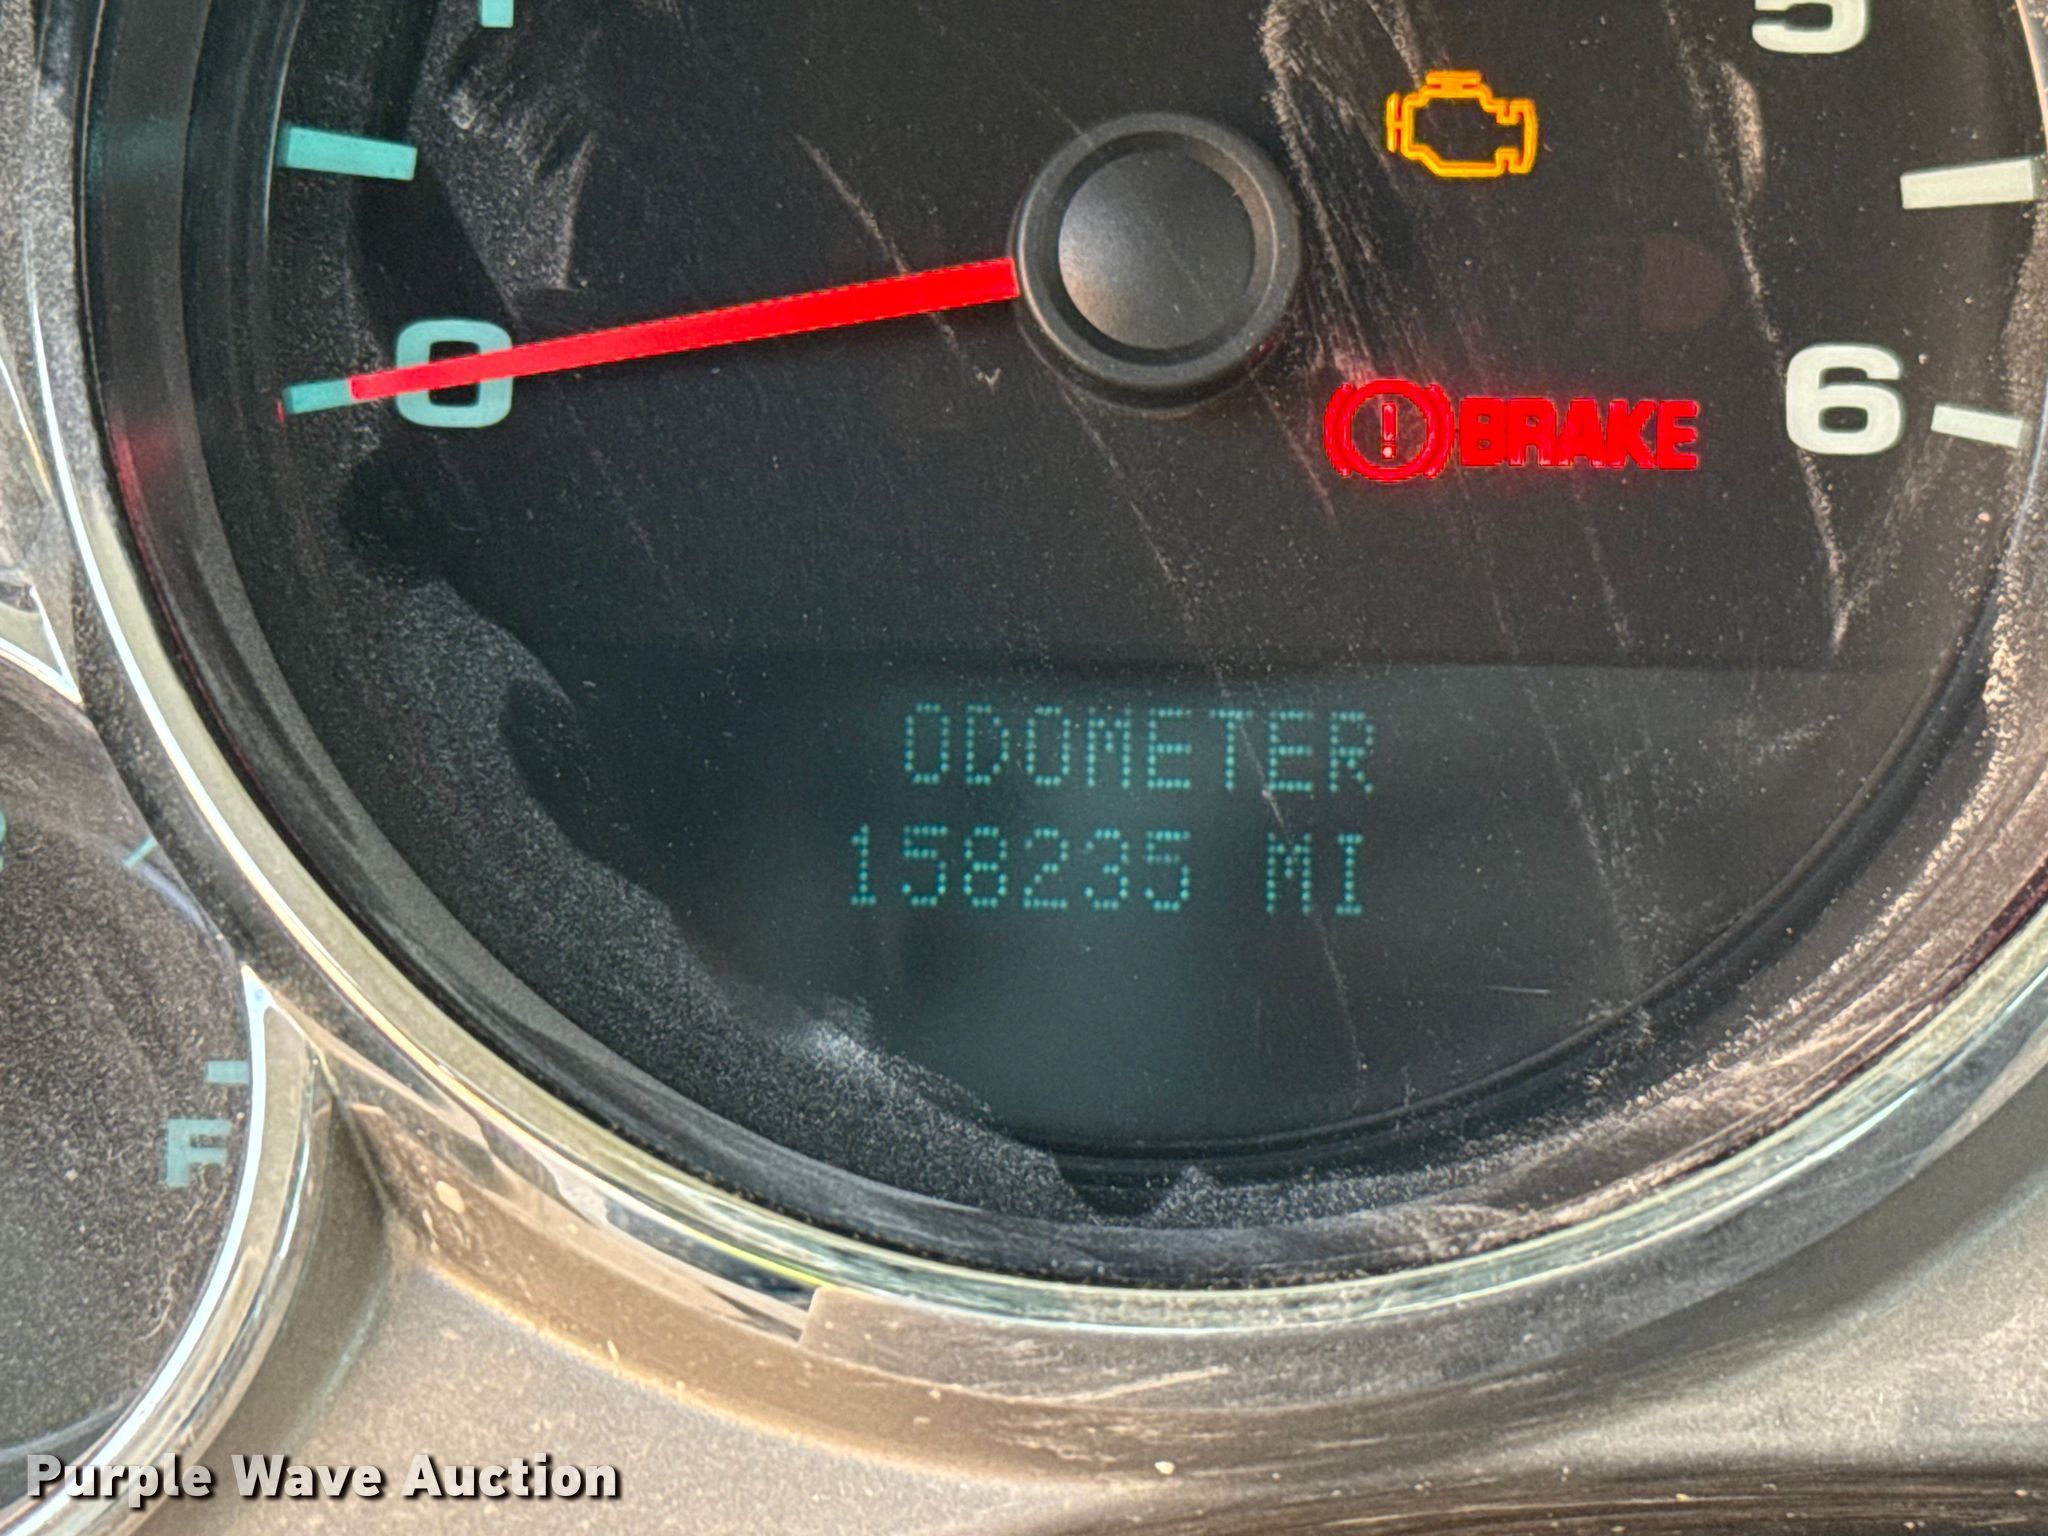 5
0
6
BRAKE
ODOMETER
158235 MI
F
Purple Wave Auction